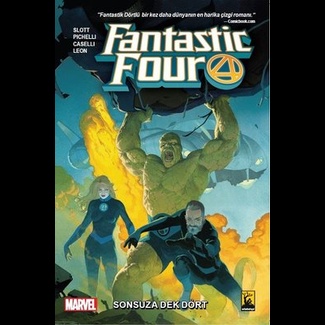 "Fantastik Dörtlü bir kez daha dünyanın en harika çizgi romanı."
—Comicbook.com
SLOTT
PICHELLI
CASELLI
LEON
FANTASTIC
FOUR
4
MARVEL
SONSUZA DEK DÖRT